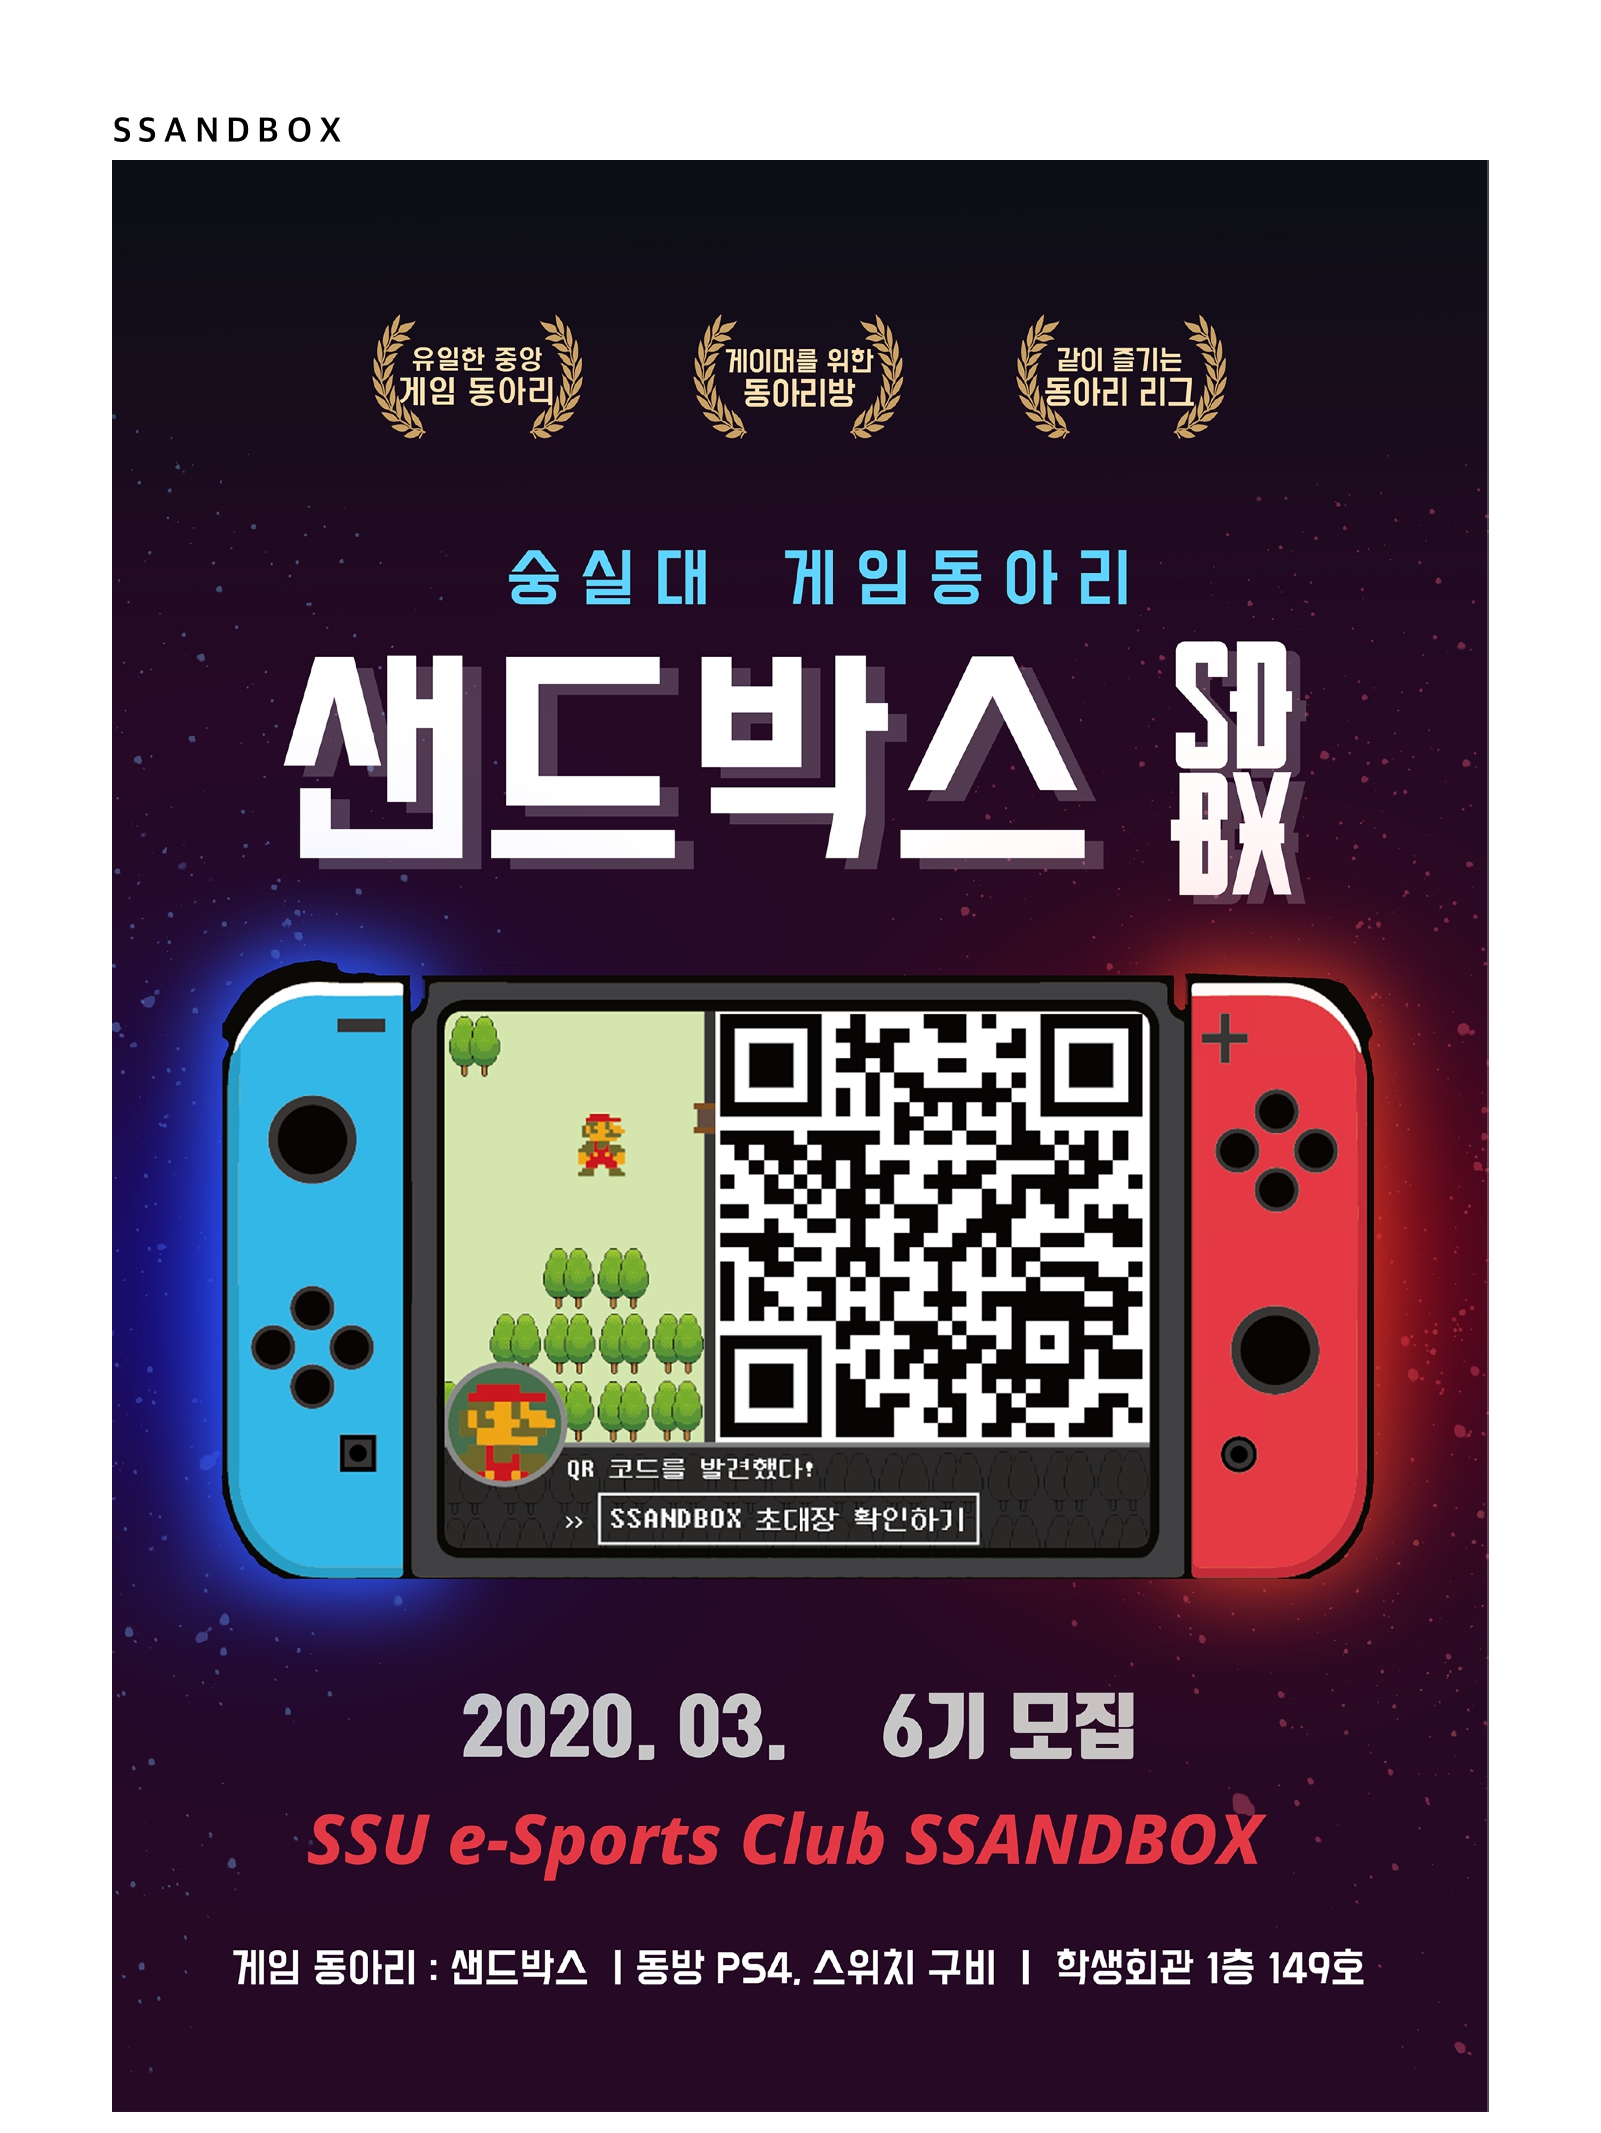 SSANDBOX
유일한 중앙
게임 동아리
게이머를 위한
동아리방
같이 즐기는
동아리 리그
숭실대 게임동아리
샌드박스
SD
BX
QR 코드를 발견했다!
>> SSANDBOX 초대장 확인하기
2020. 03. 6기 모집
SSU e-Sports Club SSANDBOX
게임 동아리 : 샌드박스 | 동방 PS4, 스위치 구비 | 학생회관 1층 149호